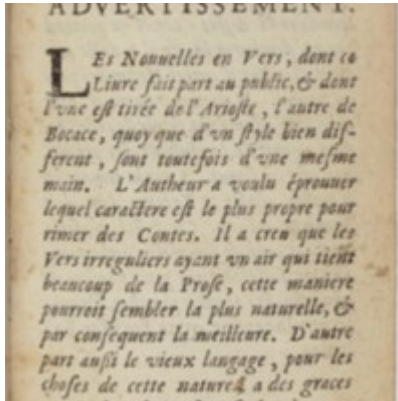 ADVERTISSEMENT.
LEs Nouuelles en Vers, dont ce
Liure fait part au public, & dont
l'vne eſt tirée de l'Arioſte, l'autre de
Bocace, quoy que d'vn ſtyle bien diſ-
ferent, ſont toutefois d'vne meſme
main. L'Autheur a voulu éprouuer
lequel caractere eſt le plus propre pour
rimer des Contes. Il a creu que les
Vers irreguliers ayant vn air qui tient
beaucoup de la Proſe, cette maniere
pourroit ſembler la plus naturelle, &
par conſequent la meilleure. D'autre
part auſſi le vieux langage, pour les
choſes de cette nature, a des graces